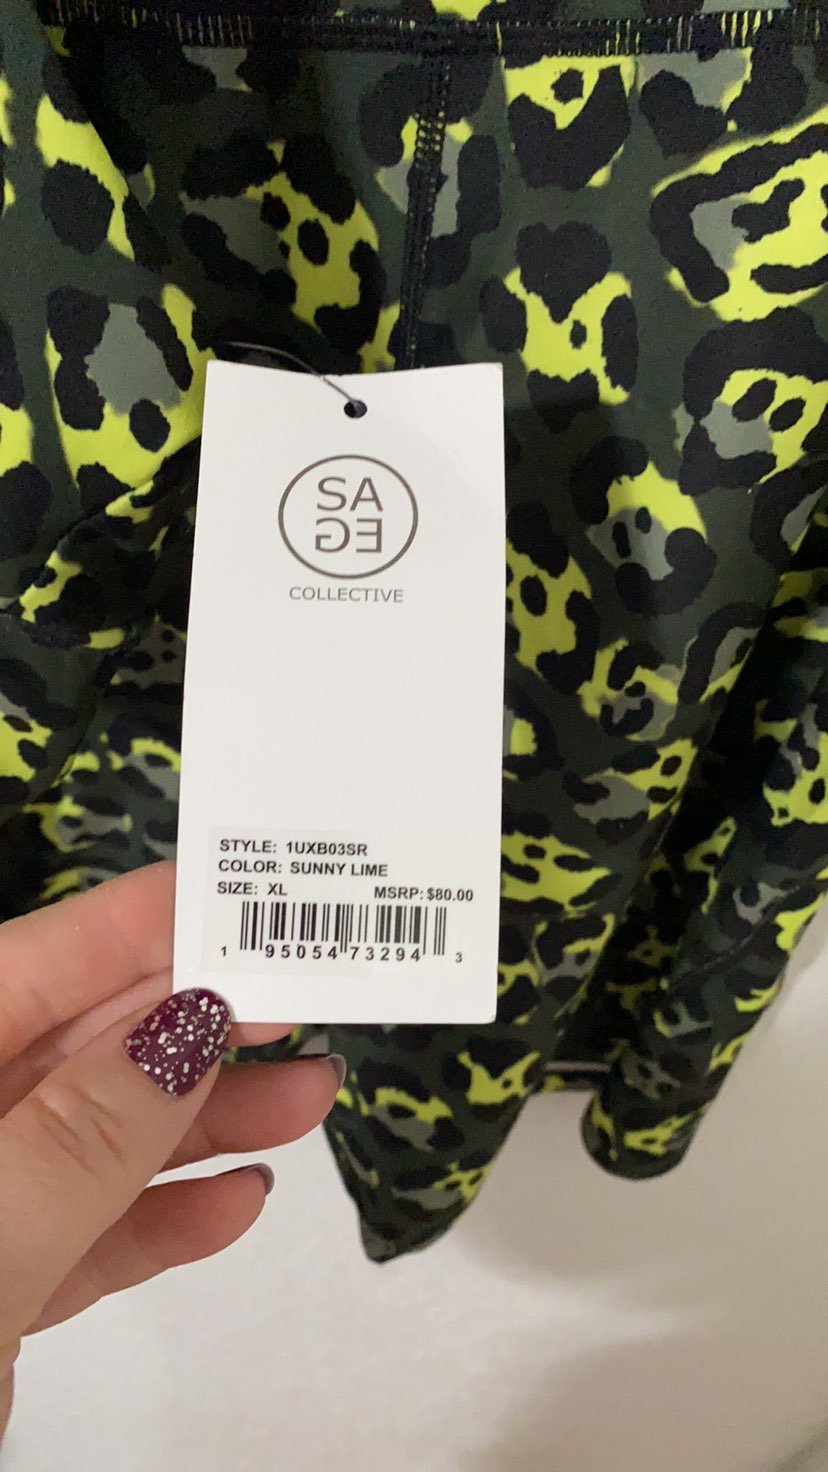 SA
GE
COLLECTIVE
STYLE: 1UXB03SR
COLOR: SUNNY LIME
SIZE: XL MSRP: $80.00
1 95054 73294 3